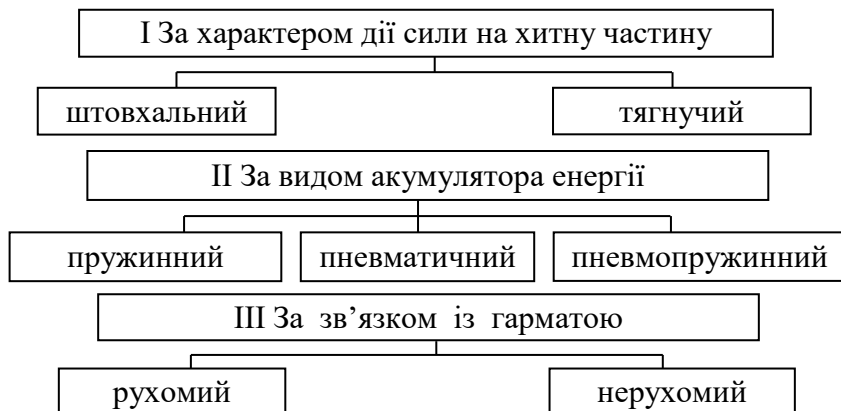 І За характером дії сили на хитну частину
штовхальний тягнучий
ІІ За видом акумулятора енергії
пружинний пневматичний пневмопружинний
ІІІ За зв’язком із гарматою
рухомий нерухомий